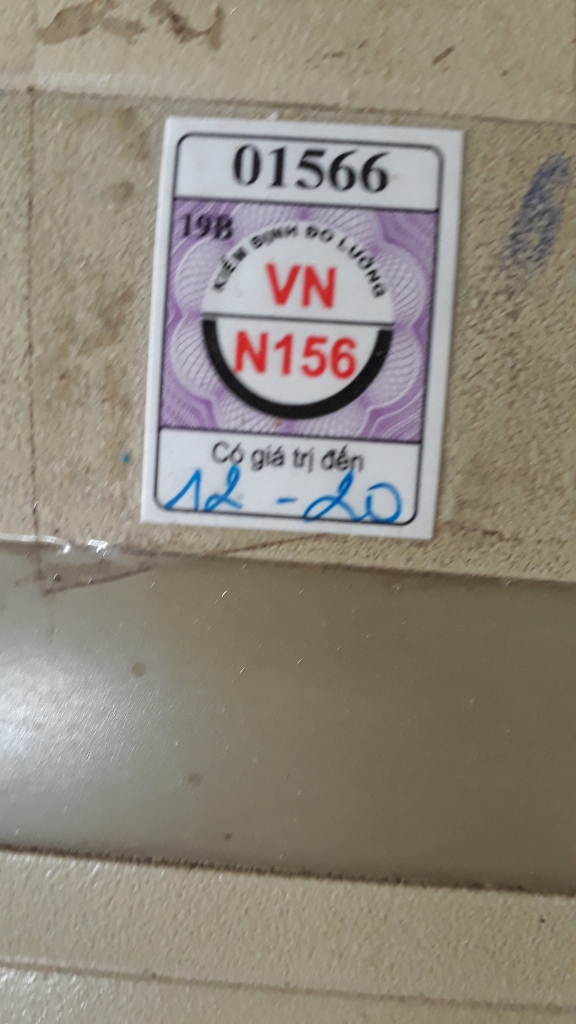 01566
19B
KIỂM ĐỊNH ĐO LƯỜNG
VN
N156
Có giá trị đến
12 - 20